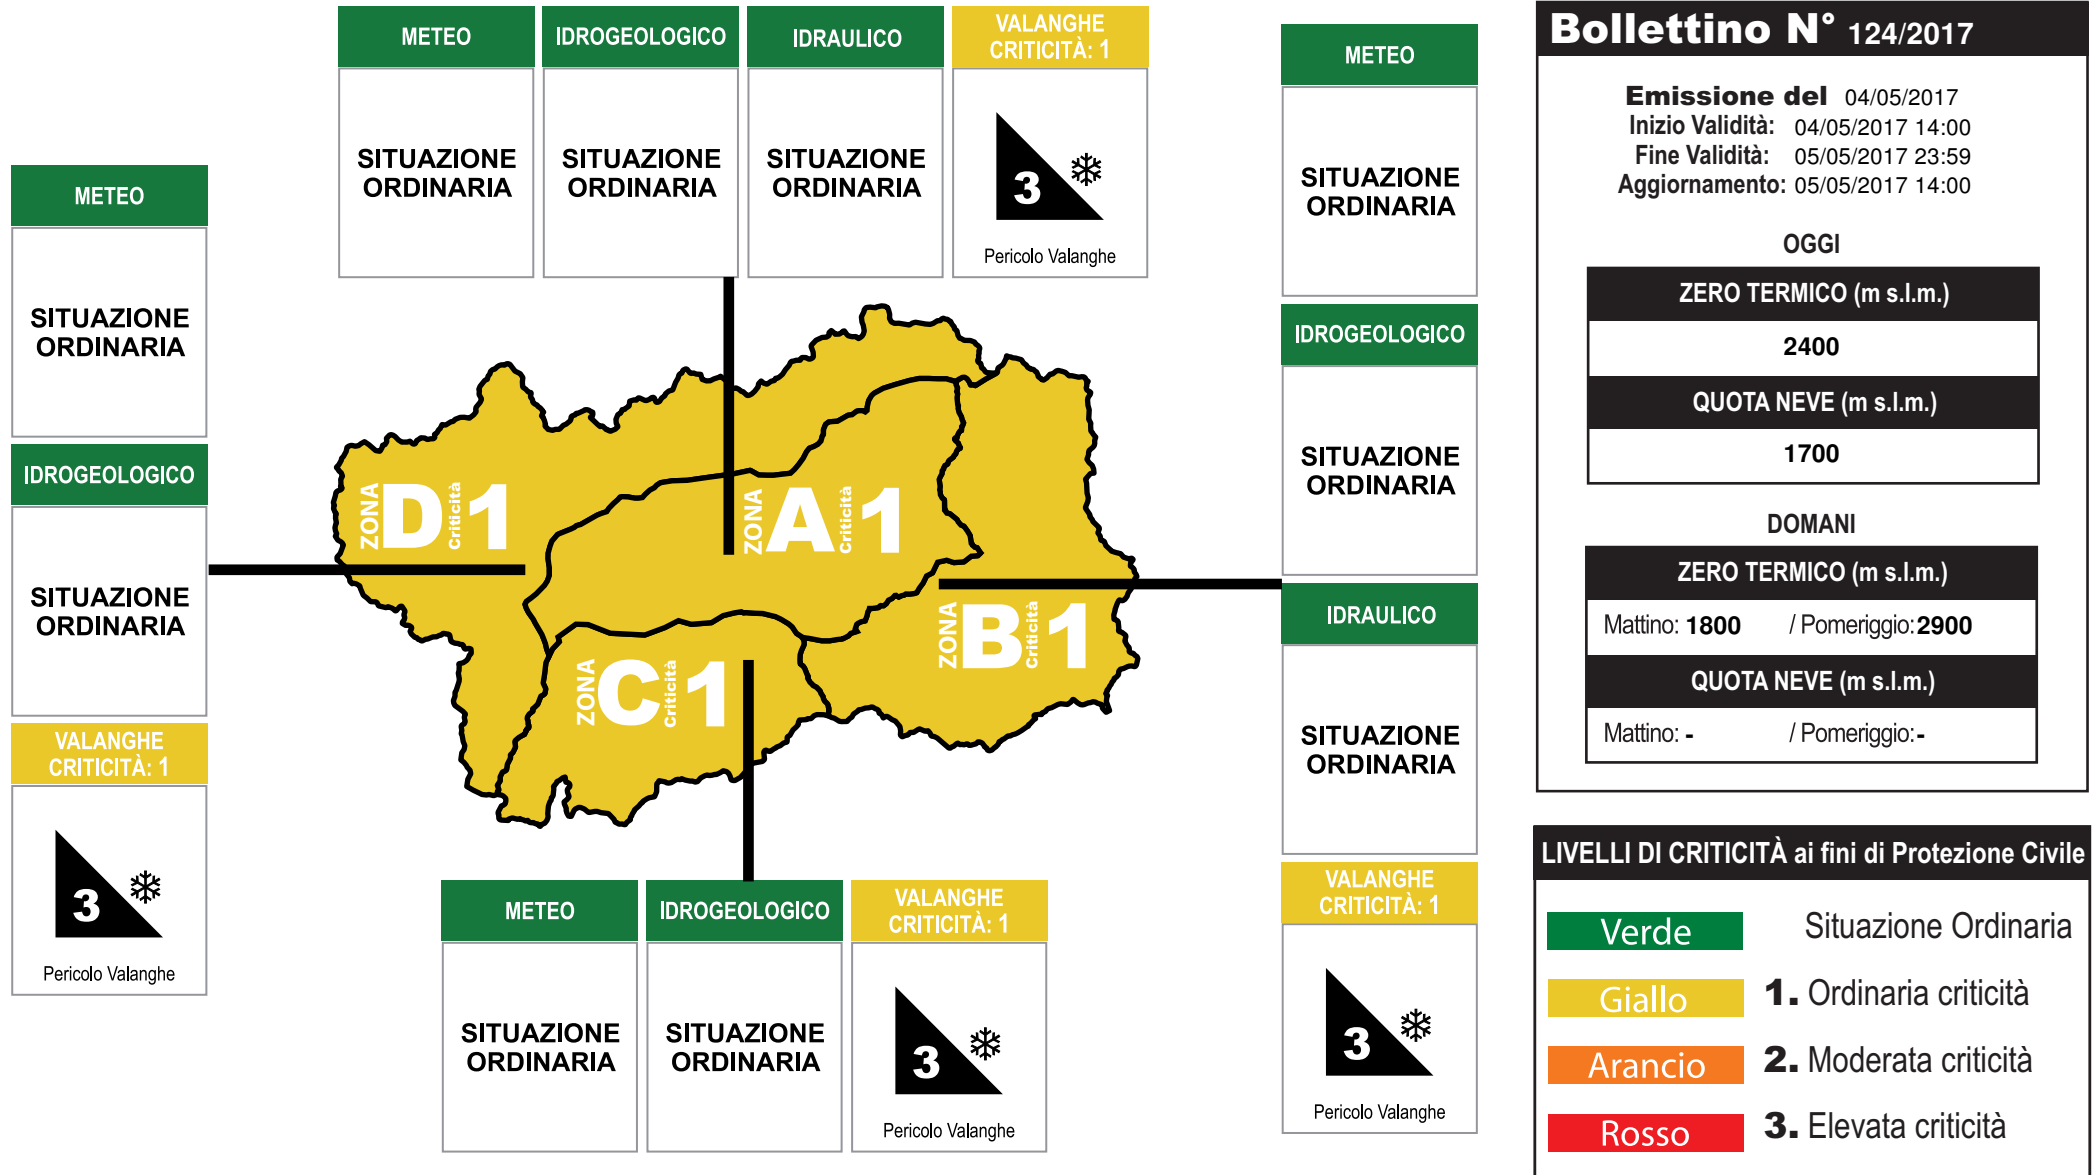 METEO
IDROGEOLOGICO
IDRAULICO
VALANGHE
CRITICITÀ: 1
SITUAZIONE
ORDINARIA
SITUAZIONE
ORDINARIA
SITUAZIONE
ORDINARIA
3
Pericolo Valanghe
METEO
SITUAZIONE
ORDINARIA
IDROGEOLOGICO
SITUAZIONE
ORDINARIA
VALANGHE
CRITICITÀ: 1
3
Pericolo Valanghe
ZONA D Criticità 1
ZONA A Criticità 1
ZONA B Criticità 1
ZONA C Criticità 1
METEO
IDROGEOLOGICO
VALANGHE
CRITICITÀ: 1
SITUAZIONE
ORDINARIA
SITUAZIONE
ORDINARIA
3
Pericolo Valanghe
METEO
SITUAZIONE
ORDINARIA
IDROGEOLOGICO
SITUAZIONE
ORDINARIA
IDRAULICO
SITUAZIONE
ORDINARIA
VALANGHE
CRITICITÀ: 1
3
Pericolo Valanghe
Bollettino N° 124/2017
Emissione del 04/05/2017
Inizio Validità: 04/05/2017 14:00
Fine Validità: 05/05/2017 23:59
Aggiornamento: 05/05/2017 14:00
OGGI
ZERO TERMICO (m s.l.m.)
2400
QUOTA NEVE (m s.l.m.)
1700
DOMANI
ZERO TERMICO (m s.l.m.)
Mattino: 1800 / Pomeriggio: 2900
QUOTA NEVE (m s.l.m.)
Mattino: - / Pomeriggio: -
LIVELLI DI CRITICITÀ ai fini di Protezione Civile
Verde Situazione Ordinaria
Giallo 1. Ordinaria criticità
Arancio 2. Moderata criticità
Rosso 3. Elevata criticità